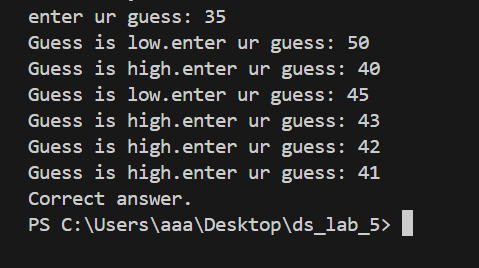 enter ur guess: 35
Guess is low.enter ur guess: 50
Guess is high.enter ur guess: 40
Guess is low.enter ur guess: 45
Guess is high.enter ur guess: 43
Guess is high.enter ur guess: 42
Guess is high.enter ur guess: 41
Correct answer.
PS C:\Users\aaa\Desktop\ds_lab_5>